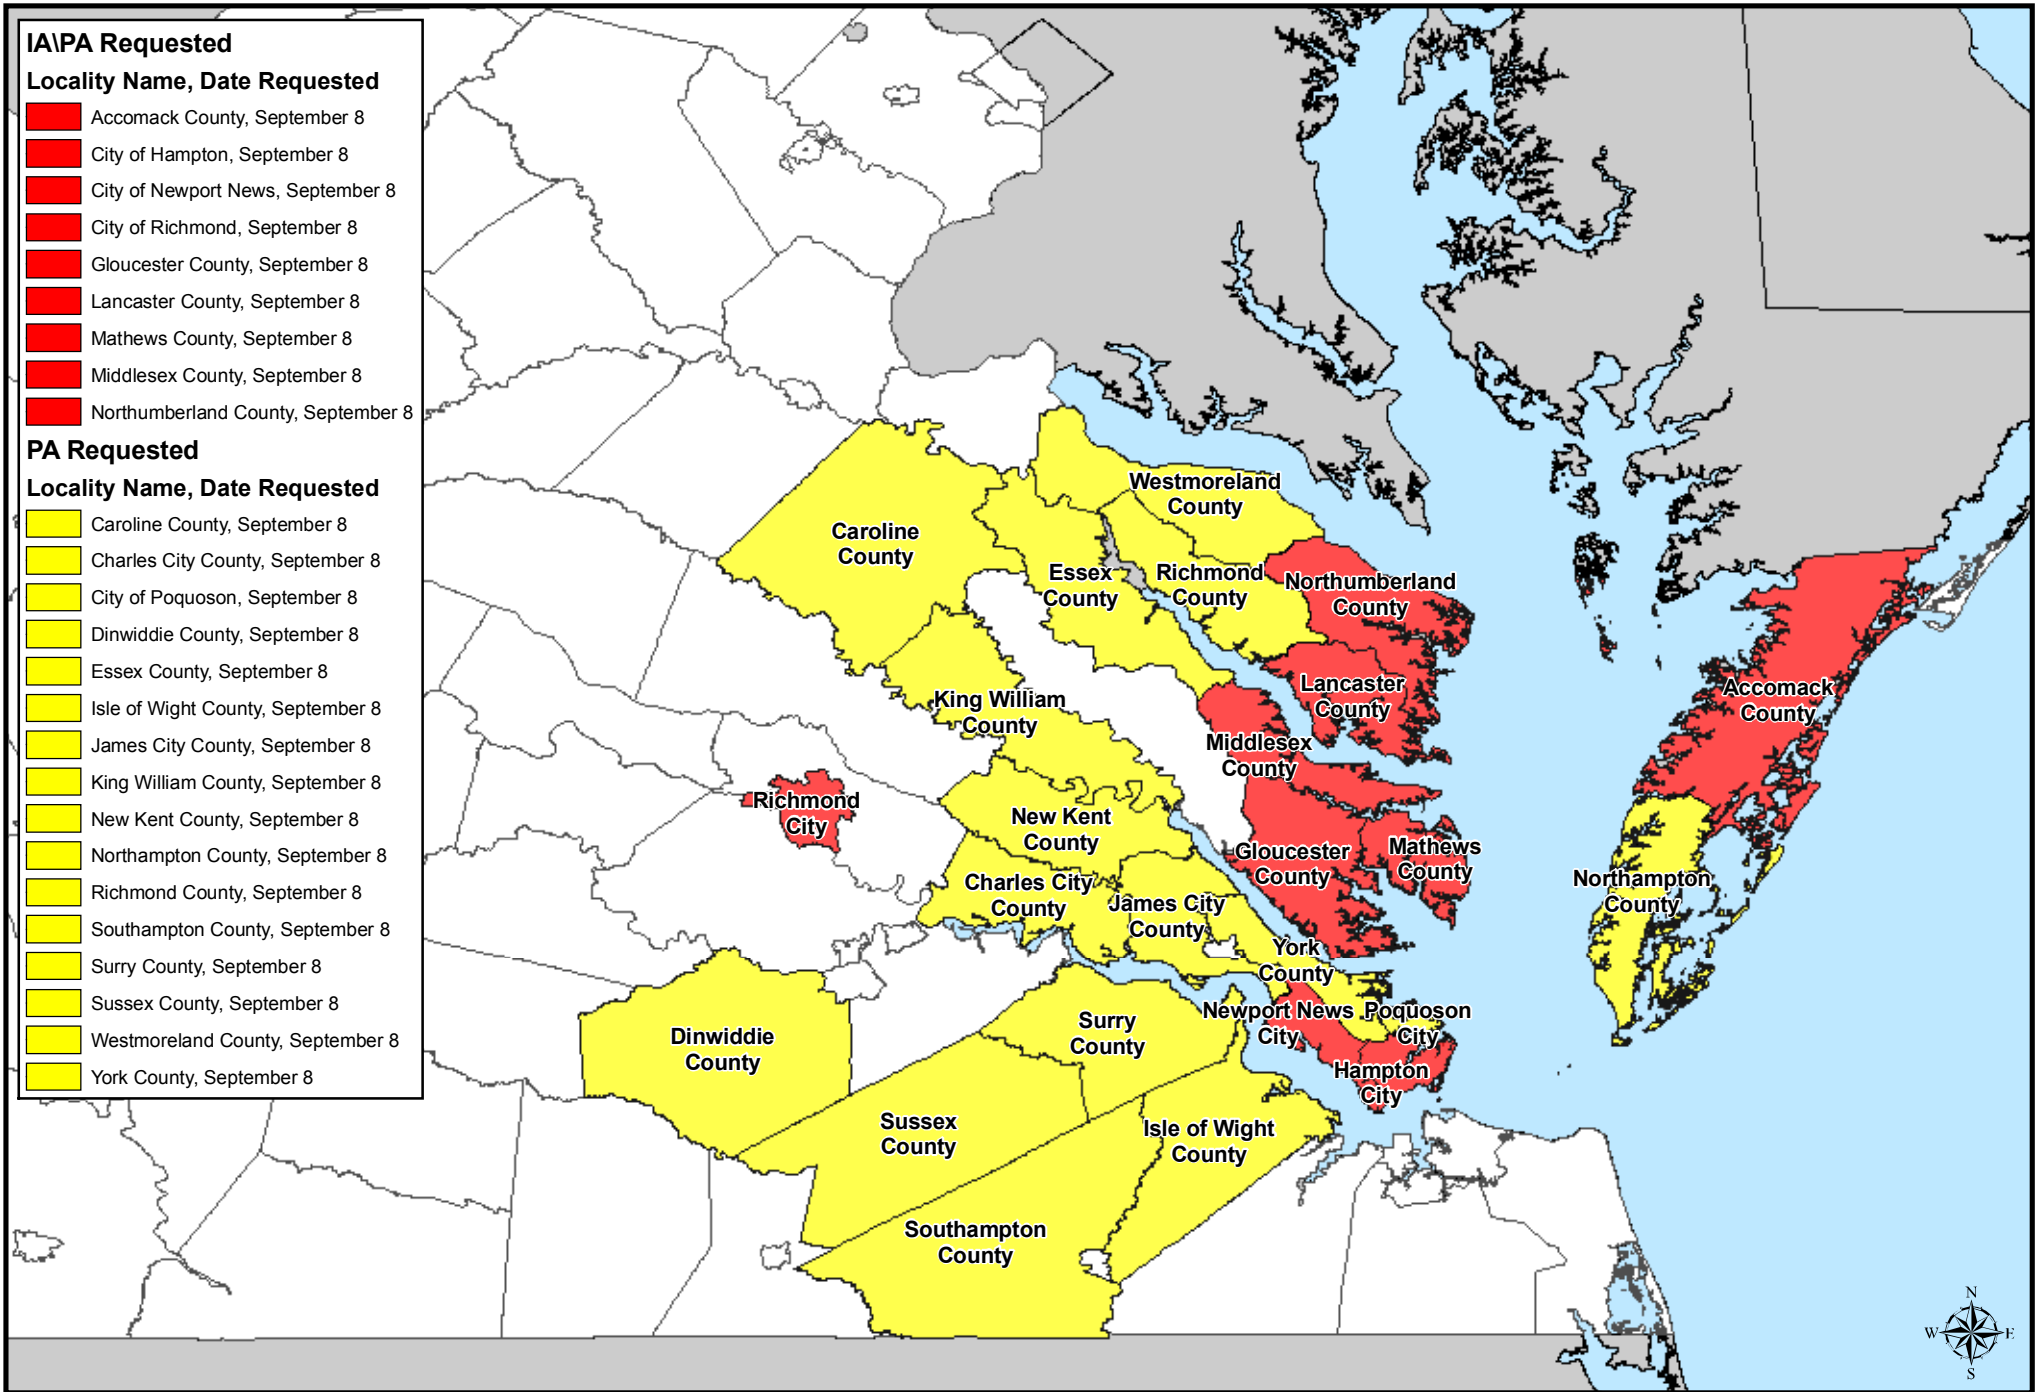 IA\PA Requested
Locality Name, Date Requested
Accomack County, September 8
City of Hampton, September 8
City of Newport News, September 8
City of Richmond, September 8
Gloucester County, September 8
Lancaster County, September 8
Mathews County, September 8
Middlesex County, September 8
Northumberland County, September 8
PA Requested
Locality Name, Date Requested
Caroline County, September 8
Charles City County, September 8
City of Poquoson, September 8
Dinwiddie County, September 8
Essex County, September 8
Isle of Wight County, September 8
James City County, September 8
King William County, September 8
New Kent County, September 8
Northampton County, September 8
Richmond County, September 8
Southampton County, September 8
Surry County, September 8
Sussex County, September 8
Westmoreland County, September 8
York County, September 8
Westmoreland
County
Caroline
County
Essex
County
Richmond
County
Northumberland
County
King William
County
Lancaster
County
Accomack
County
Middlesex
County
Richmond
City
New Kent
County
Gloucester
County
Mathews
County
Charles City
County
James City
County
Northampton
County
York
County
Newport News
City
Poquoson
City
Dinwiddie
County
Surry
County
Hampton
City
Sussex
County
Isle of Wight
County
Southampton
County
N
W
E
S